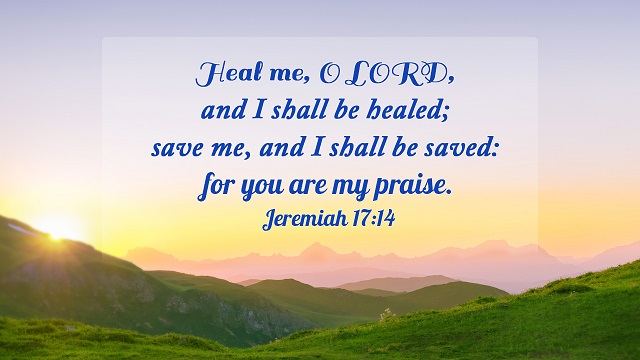 Heal me, O LORD,
and I shall be healed;
save me, and I shall be saved:
for you are my praise.
Jeremiah 17:14